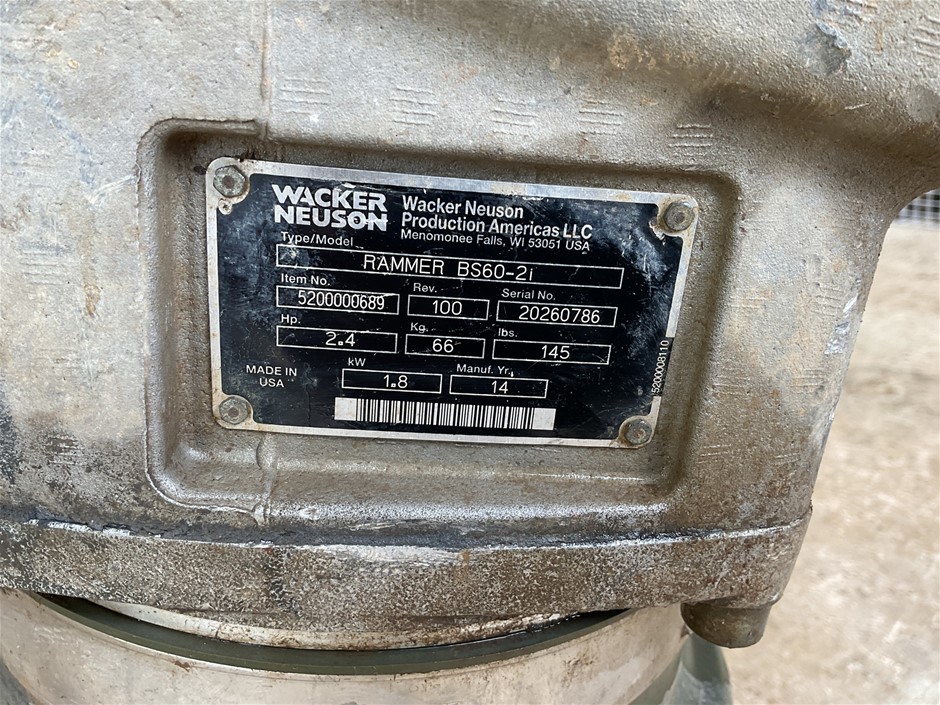 WACKER
NEUSON
Wacker Neuson
Production Americas LLC
Menomonee Falls, WI 53051 USA
Type/Model
RAMMER BS60-2i
Item No. Rev. Serial No.
5200000689 100 20260786
Hp. Kg. lbs.
2.4 66 145
kW Manuf. Yr.
MADE IN
USA
1.8 14
5200008110